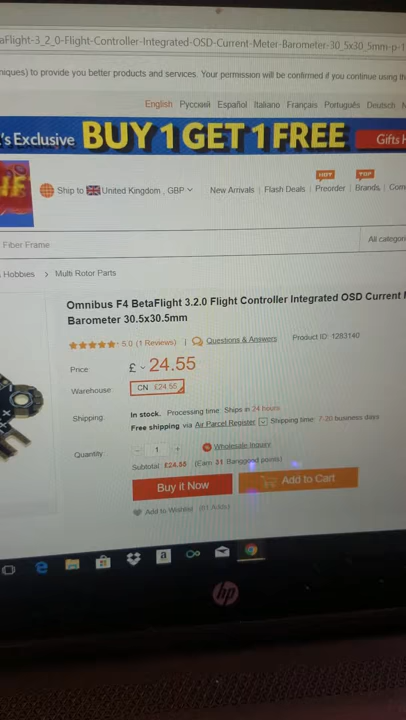 aFlight-3_2_0-Flight-Controller-Integrated-OSD-Current-Meter-Barometer-30_5x30_5mm-p-1
niques) to provide you better products and services. Your permission will be confirmed if you continue using th
English Русский Español Italiano Français Português Deutsch
's Exclusive BUY 1 GET 1 FREE Gifts
HOT TOP
Ship to United Kingdom , GBP New Arrivals | Flash Deals | Preorder | Brands | Com
Fiber Frame All categori
Hobbies > Multi Rotor Parts
Omnibus F4 BetaFlight 3.2.0 Flight Controller Integrated OSD Current
Barometer 30.5x30.5mm
5.0 (1 Reviews) | Questions & Answers Product ID: 1283140
Price: £ 24.55
Warehouse: CN £24.55
Shipping: In stock. Processing time: Ships in 24 hours
Free shipping via Air Parcel Register Shipping time: 7-20 business days
Quantity: - 1 + Wholesale Inquiry
Subtotal: £24.55 (Earn 31 Banggood points)
Buy it Now Add to Cart
Add to Wishlist (61 Adds)
hp